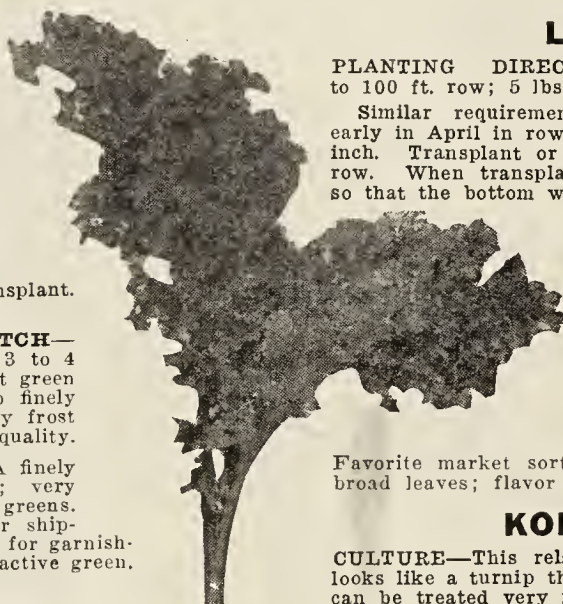 nsplant.
TCH—
3 to 4
t green
o finely
y frost
quality.
A finely
; very
greens.
r ship-
for garnish-
active green.
L
PLANTING DIREC
to 100 ft. row; 5 lbs
Similar requiremen
early in April in row
inch. Transplant or
row. When transpla
so that the bottom w
Favorite market sort
broad leaves; flavor
KO
CULTURE—This rel
looks like a turnip th
can be treated very